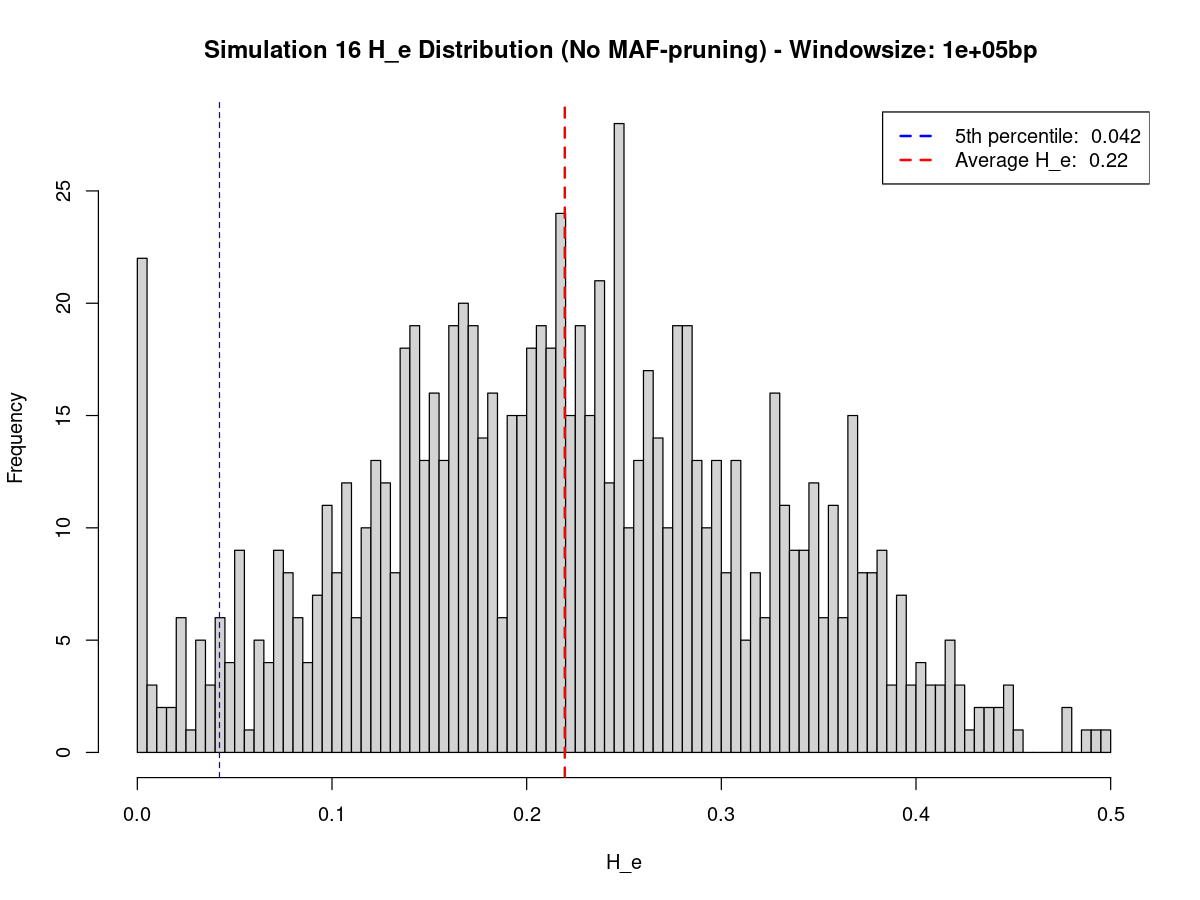 Simulation 16 H_e Distribution (No MAF-pruning) - Windowsize: 1e+05bp
5th percentile: 0.042
Average H_e: 0.22
Frequency
25
20
15
10
5
0
0.0 0.1 0.2 0.3 0.4 0.5
H_e